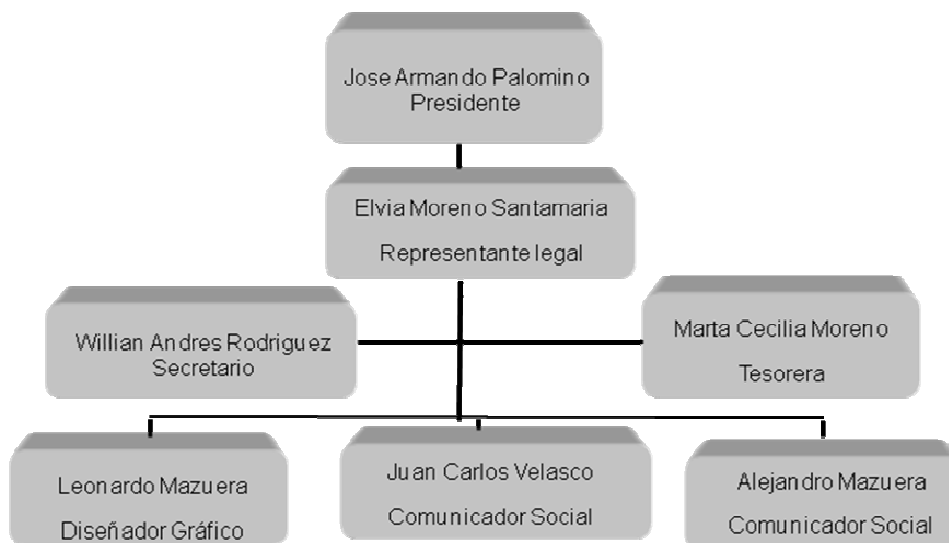 Jose Armando Palomino
Presidente
Elvia Moreno Santamaria
Representante legal
Willian Andres Rodriguez
Secretario
Marta Cecilia Moreno
Tesorera
Leonardo Mazuera
Diseñador Gráfico
Juan Carlos Velasco
Comunicador Social
Alejandro Mazuera
Comunicador Social